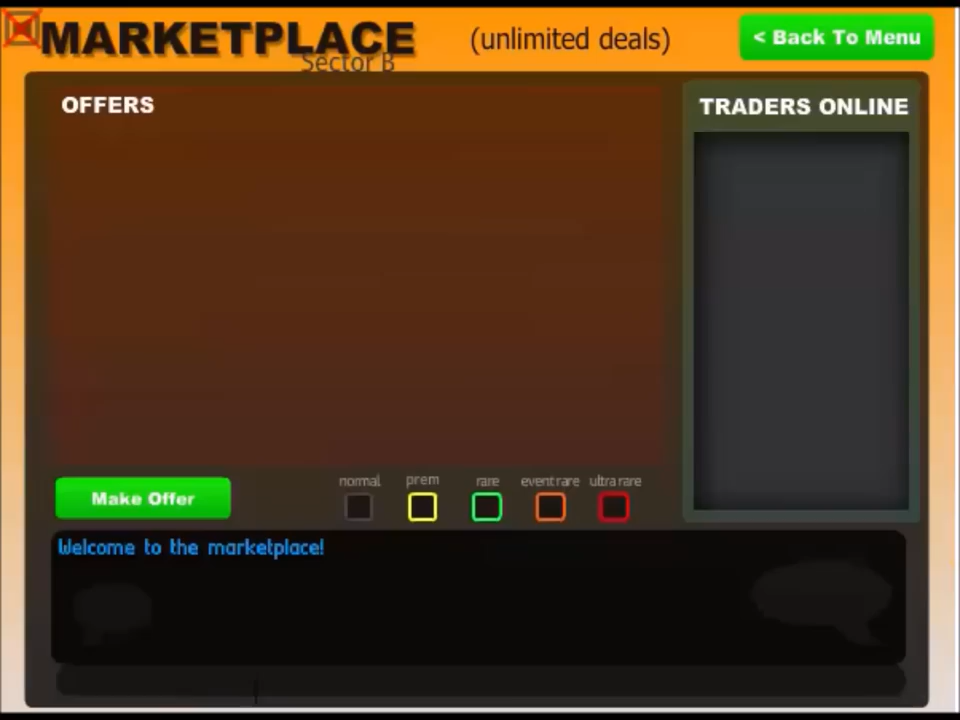 MARKETPLACE
Sector B
(unlimited deals)
< Back To Menu
OFFERS
TRADERS ONLINE
Make Offer
normal
prem
rare
event rare
ultra rare
Welcome to the marketplace!